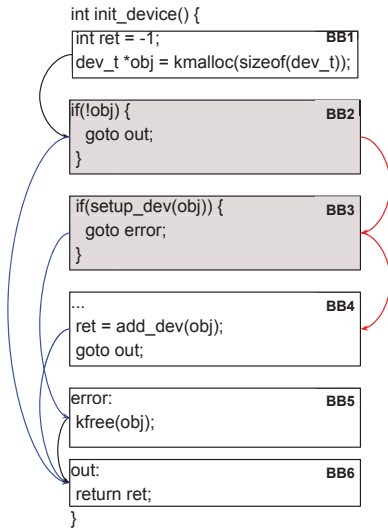 int init_device() {
int ret = -1; BB1
dev_t *obj = kmalloc(sizeof(dev_t));
if(!obj) { BB2
goto out;
}
if(setup_dev(obj)) { BB3
goto error;
}
... BB4
ret = add_dev(obj);
goto out;
error: BB5
kfree(obj);
out: BB6
return ret;
}